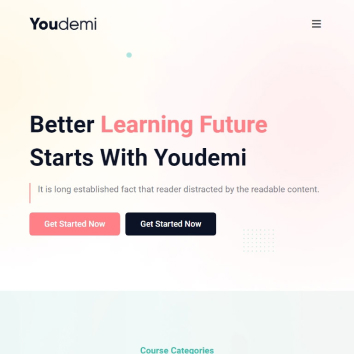 Youdemi
Better Learning Future
Starts With Youdemi
It is long established fact that reader distracted by the readable content.
Get Started Now
Get Started Now
Course Categories